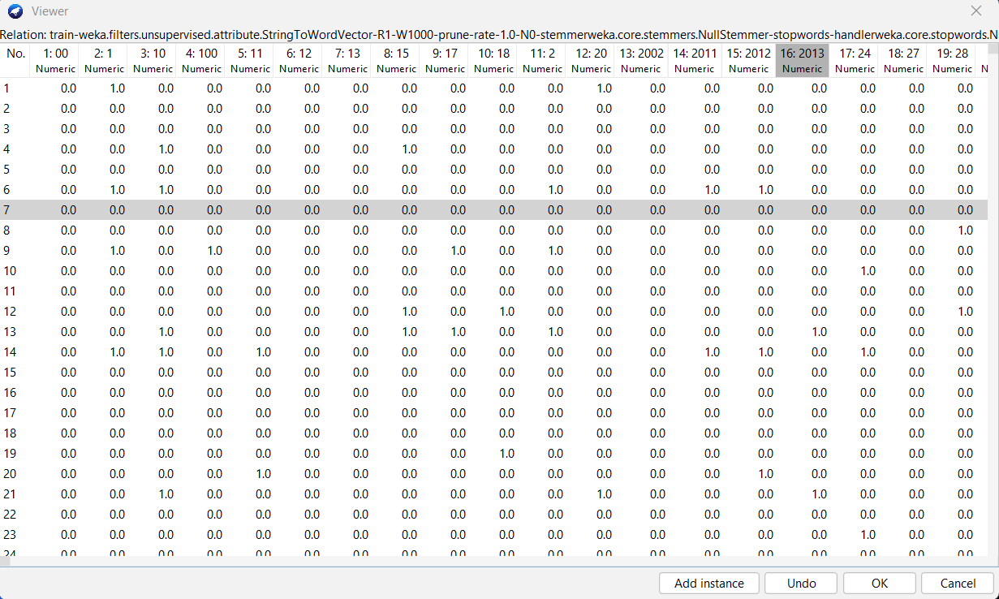 Viewer
Relation: train-weka.filters.unsupervised.attribute.StringToWordVector-R1-W1000-prune-rate-1.0-N0-stemmerweka.core.stemmers.NullStemmer-stopwords-handlerweka.core.stopwords.N
No. 1: 00 2: 1 3: 10 4: 100 5: 11 6: 12 7: 13 8: 15 9: 17 10: 18 11: 2 12: 20 13: 2002 14: 2011 15: 2012 16: 2013 17: 24 18: 27 19: 28
Numeric Numeric Numeric Numeric Numeric Numeric Numeric Numeric Numeric Numeric Numeric Numeric Numeric Numeric Numeric Numeric Numeric Numeric Numeric N
1 0.0 1.0 0.0 0.0 0.0 0.0 0.0 0.0 0.0 0.0 0.0 1.0 0.0 0.0 0.0 0.0 0.0 0.0 0.0
2 0.0 0.0 0.0 0.0 0.0 0.0 0.0 0.0 0.0 0.0 0.0 0.0 0.0 0.0 0.0 0.0 0.0 0.0 0.0
3 0.0 0.0 0.0 0.0 0.0 0.0 0.0 0.0 0.0 0.0 0.0 0.0 0.0 0.0 0.0 0.0 0.0 0.0 0.0
4 0.0 0.0 1.0 0.0 0.0 0.0 0.0 1.0 0.0 0.0 0.0 0.0 0.0 0.0 0.0 0.0 0.0 0.0 0.0
5 0.0 0.0 0.0 0.0 0.0 0.0 0.0 0.0 0.0 0.0 0.0 0.0 0.0 0.0 0.0 0.0 0.0 0.0 0.0
6 0.0 1.0 1.0 0.0 0.0 0.0 0.0 0.0 0.0 0.0 1.0 0.0 0.0 1.0 1.0 0.0 0.0 0.0 0.0
7 0.0 0.0 0.0 0.0 0.0 0.0 0.0 0.0 0.0 0.0 0.0 0.0 0.0 0.0 0.0 0.0 0.0 0.0 0.0
8 0.0 0.0 0.0 0.0 0.0 0.0 0.0 0.0 0.0 0.0 0.0 0.0 0.0 0.0 0.0 0.0 0.0 0.0 1.0
9 0.0 1.0 0.0 1.0 0.0 0.0 0.0 0.0 1.0 0.0 1.0 0.0 0.0 0.0 0.0 0.0 0.0 0.0 0.0
10 0.0 0.0 0.0 0.0 0.0 0.0 0.0 0.0 0.0 0.0 0.0 0.0 0.0 0.0 0.0 0.0 1.0 0.0 0.0
11 0.0 0.0 0.0 0.0 0.0 0.0 0.0 0.0 0.0 0.0 0.0 0.0 0.0 0.0 0.0 0.0 0.0 0.0 0.0
12 0.0 0.0 0.0 0.0 0.0 0.0 0.0 1.0 0.0 1.0 0.0 0.0 0.0 0.0 0.0 0.0 0.0 0.0 1.0
13 0.0 0.0 1.0 0.0 0.0 0.0 0.0 1.0 1.0 0.0 1.0 0.0 0.0 0.0 0.0 1.0 0.0 0.0 0.0
14 0.0 1.0 1.0 0.0 1.0 0.0 0.0 0.0 0.0 0.0 0.0 0.0 0.0 1.0 1.0 0.0 1.0 0.0 0.0
15 0.0 0.0 0.0 0.0 0.0 0.0 0.0 0.0 0.0 0.0 0.0 0.0 0.0 0.0 0.0 0.0 0.0 0.0 0.0
16 0.0 0.0 0.0 0.0 0.0 0.0 0.0 0.0 0.0 0.0 0.0 0.0 0.0 0.0 0.0 0.0 0.0 0.0 0.0
17 0.0 0.0 0.0 0.0 0.0 0.0 0.0 0.0 0.0 0.0 0.0 0.0 0.0 0.0 0.0 0.0 0.0 0.0 0.0
18 0.0 0.0 0.0 0.0 0.0 0.0 0.0 0.0 0.0 0.0 0.0 0.0 0.0 0.0 0.0 0.0 0.0 0.0 0.0
19 0.0 0.0 0.0 0.0 0.0 0.0 0.0 0.0 0.0 1.0 0.0 0.0 0.0 0.0 0.0 0.0 0.0 0.0 0.0
20 0.0 0.0 0.0 0.0 1.0 0.0 0.0 0.0 0.0 0.0 0.0 0.0 0.0 0.0 1.0 0.0 0.0 0.0 0.0
21 0.0 0.0 1.0 0.0 0.0 0.0 0.0 0.0 0.0 0.0 0.0 1.0 0.0 0.0 0.0 1.0 0.0 0.0 0.0
22 0.0 0.0 0.0 0.0 0.0 0.0 0.0 0.0 0.0 0.0 0.0 0.0 0.0 0.0 0.0 0.0 0.0 0.0 0.0
23 0.0 0.0 0.0 0.0 0.0 0.0 0.0 0.0 0.0 0.0 0.0 0.0 0.0 0.0 0.0 0.0 1.0 0.0 0.0
24 0.0 0.0 0.0 0.0 0.0 0.0 0.0 0.0 0.0 0.0 0.0 0.0 0.0 0.0 0.0 0.0 0.0 0.0 0.0
Add instance Undo OK Cancel